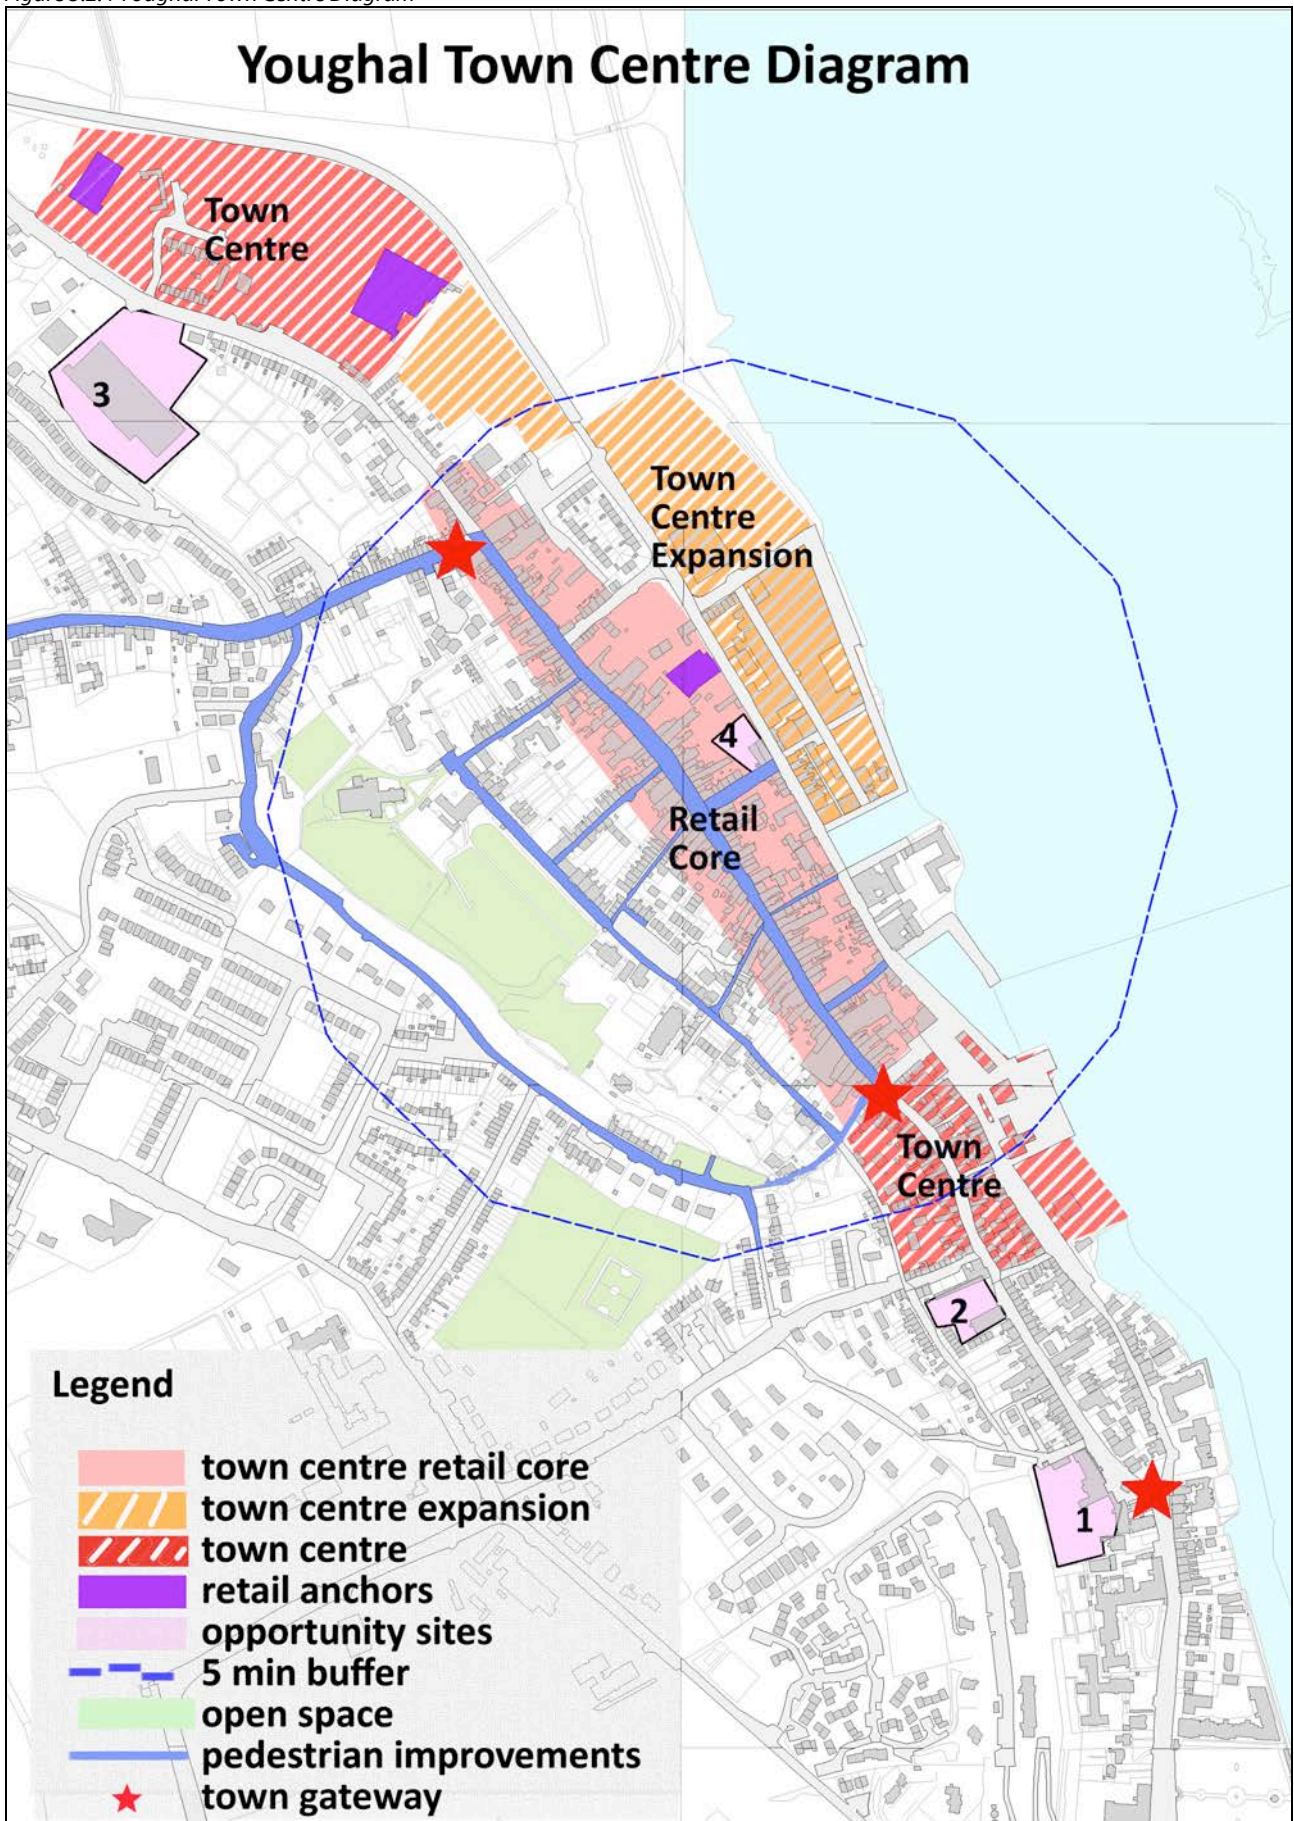 Youghal Town Centre Diagram
Town
Centre
3
Town
Centre
Expansion
4
Retail
Core
Town
Centre
2
1
Legend
town centre retail core
town centre expansion
town centre
retail anchors
opportunity sites
5 min buffer
open space
pedestrian improvements
town gateway